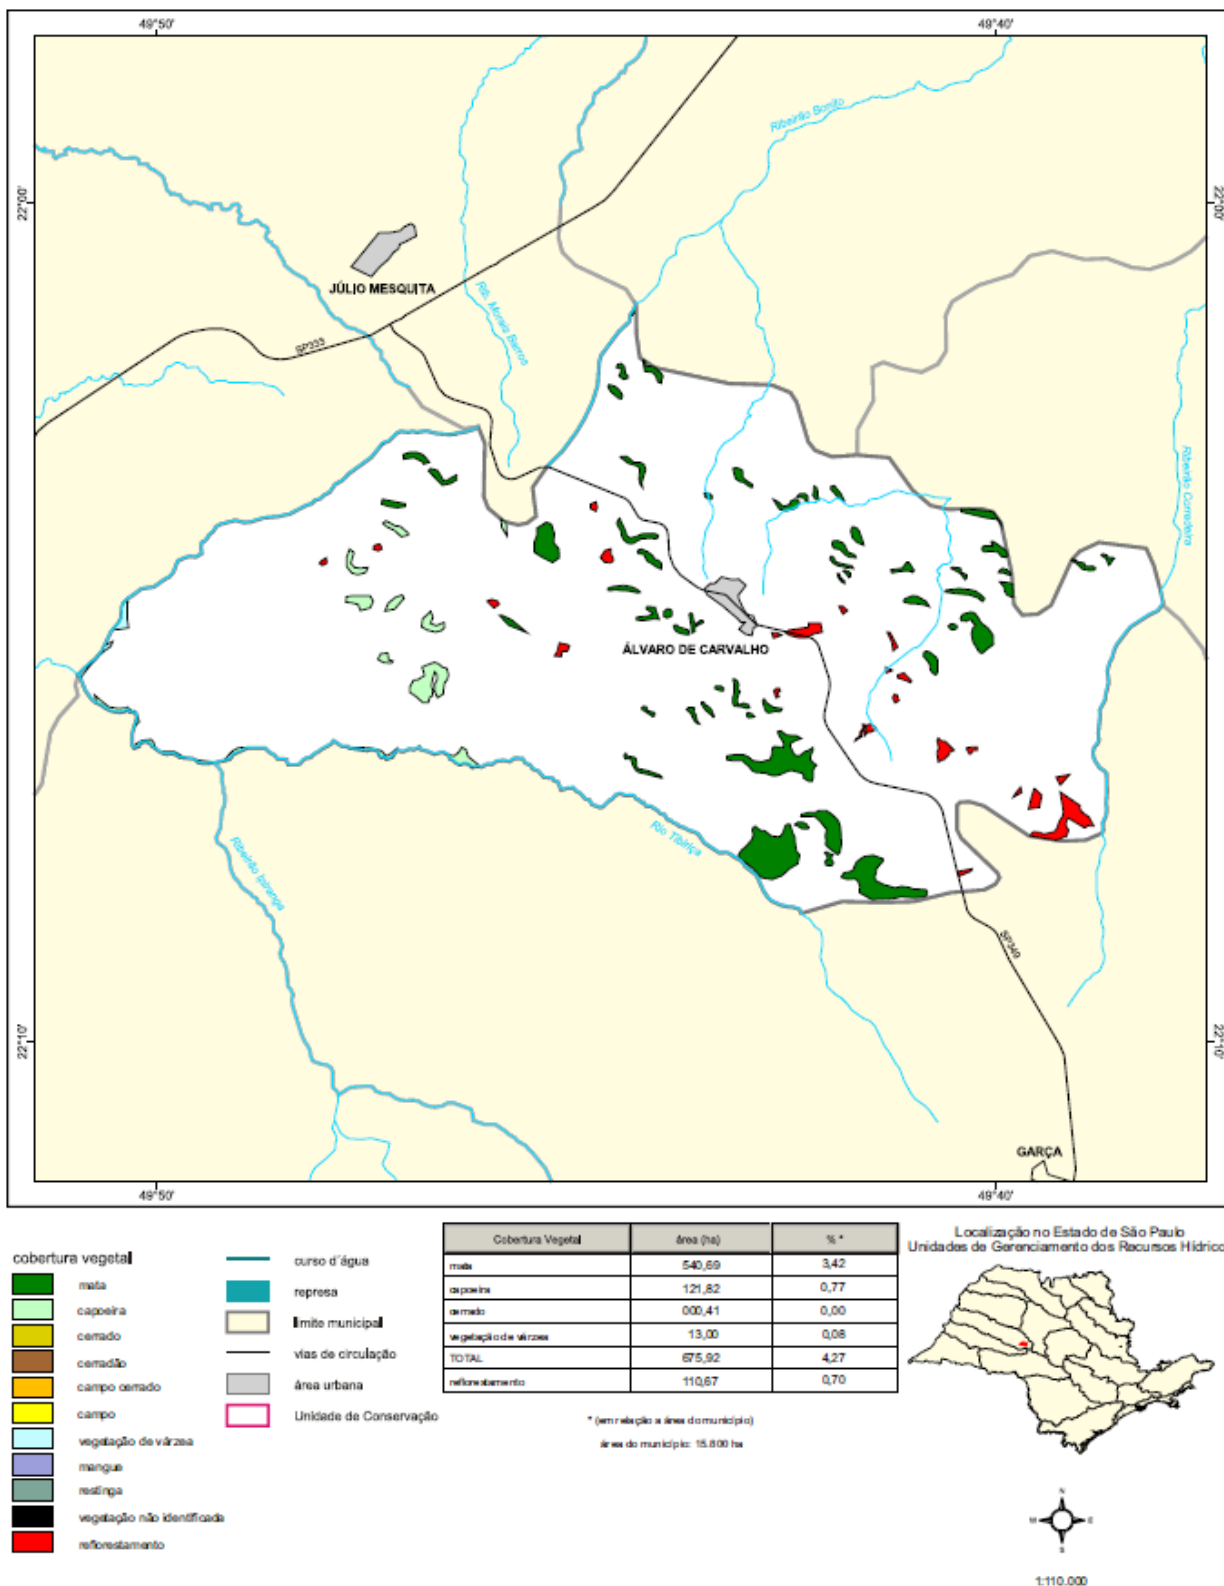 49°50'
49°40'
22°00'
22°00'
Ribeirão Bonito
JÚLIO MESQUITA
Rib. Morais Barros
SP333
Ribeirão Corredeira
ÁLVARO DE CARVALHO
Rio Tibiriçá
Ribeirão Ipiranga
SP349
22°10'
22°10'
GARÇA
49°50'
49°40'
cobertura vegetal
mata
capoeira
cerrado
cerradão
campo cerrado
campo
vegetação de várzea
mangue
restinga
vegetação não identificada
reflorestamento
curso d´água
represa
limite municipal
vias de circulação
área urbana
Unidade de Conservação
Cobertura Vegetal área (ha) % *
mata 540,69 3,42
capoeira 121,82 0,77
cerrado 000,41 0,00
vegetação de várzea 13,00 0,08
TOTAL 675,92 4,27
reflorestamento 110,67 0,70
* (em relação a área do município)
área do município: 15.800 ha
Localização no Estado de São Paulo
Unidades de Gerenciamento dos Recursos Hídrico
N
W E
S
1:110.000